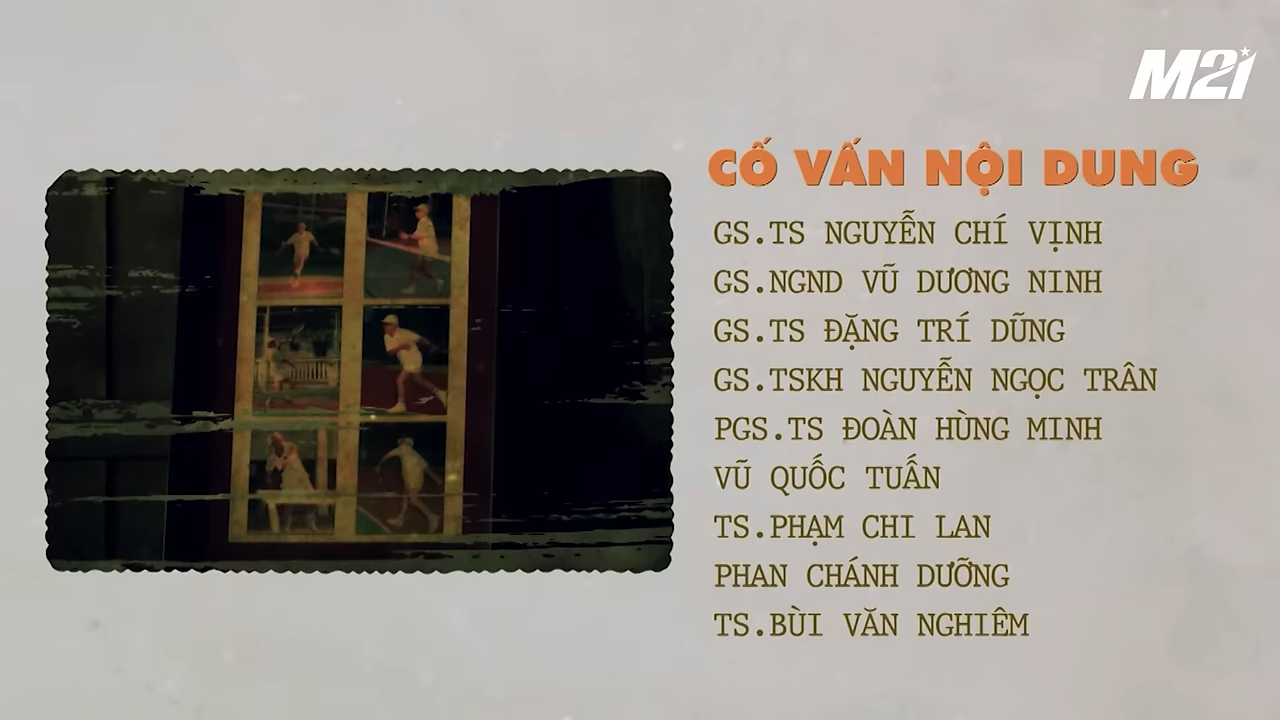 M21
CỐ VẤN NỘI DUNG
GS.TS NGUYỄN CHÍ VỊNH
GS.NGND VŨ DƯƠNG NINH
GS.TS ĐẶNG TRÍ DŨNG
GS.TSKH NGUYỄN NGỌC TRÂN
PGS.TS ĐOÀN HÙNG MINH
VŨ QUỐC TUẤN
TS.PHẠM CHI LAN
PHAN CHÁNH DƯỠNG
TS.BÙI VĂN NGHIÊM